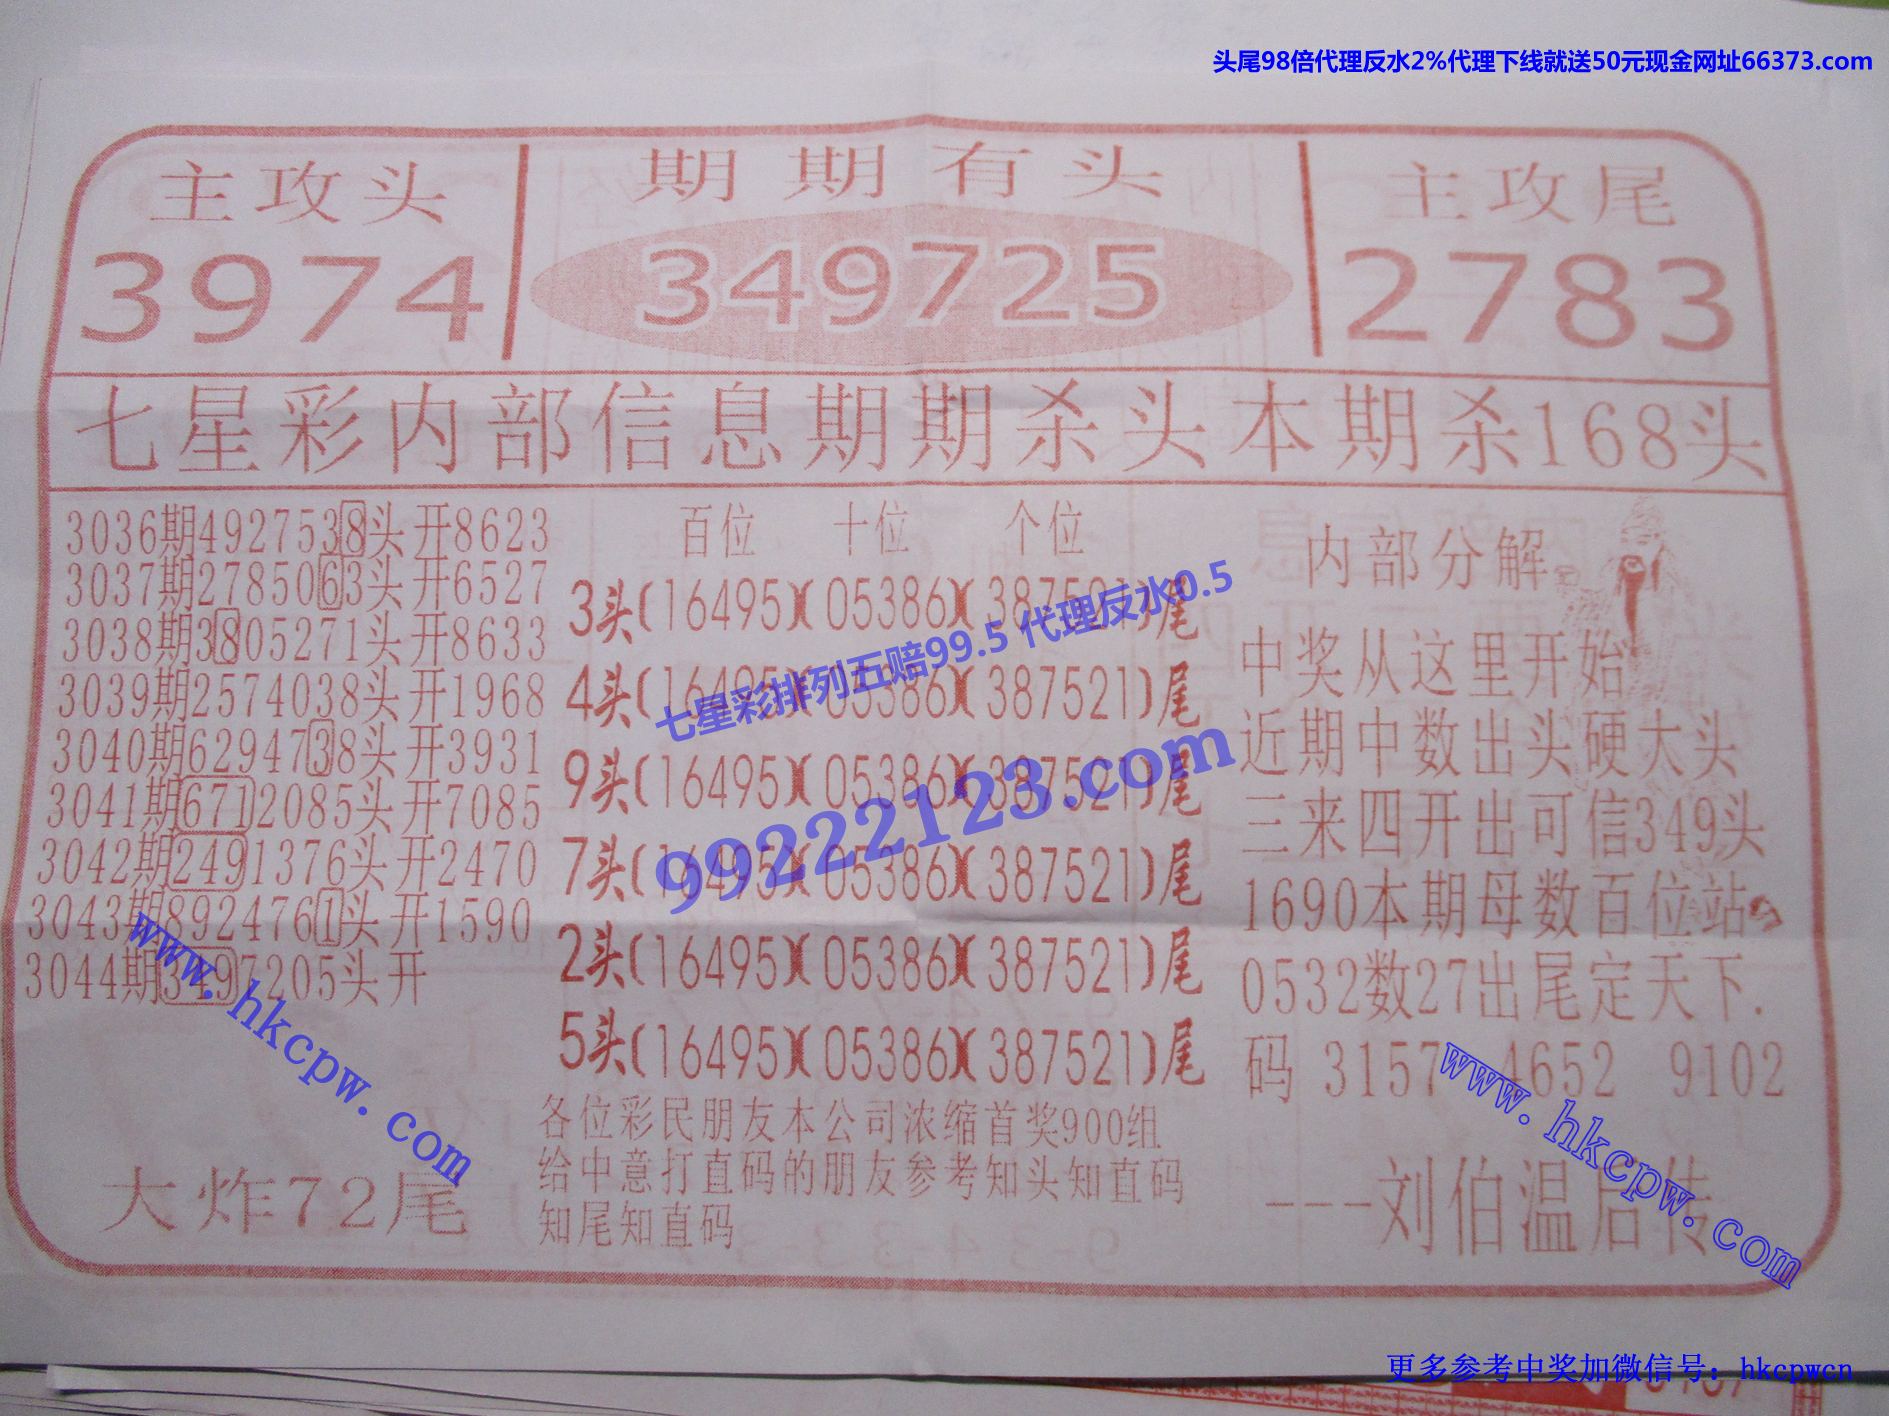 头尾98倍代理反水2%代理下线就送50元现金网址66373.com
主攻头
3974
期期有头
349725
主攻尾
2783
七星彩内部信息期期杀头本期杀168头
3036期4927538头开8623
3037期2785063头开6527
3038期3805271头开8633
3039期2574038头开1968
3040期6294738头开3931
3041期6712085头开7085
3042期2491376头开2470
3043期8924761头开1590
3044期3497205头开
大炸72尾
百位 十位 个位
3头(16495)(05386)(387521)尾
4头(16495)(05386)(387521)尾
9头(16495)(05386)(387521)尾
7头(16495)(05386)(387521)尾
2头(16495)(05386)(387521)尾
5头(16495)(05386)(387521)尾
各位彩民朋友本公司浓缩首奖900组
给中意打直码的朋友参考知头知直码
知尾知直码
内部分解
中奖从这里开始
近期中数出头硬大头
三来四开出可信349头
1690本期母数百位站
0532数27出尾定天下.
码 3157 4652 9102
---刘伯温后传
七星彩排列五赔99.5 代理反水0.5
99222123.com
www.hkcpw.com
www.hkcpw.com
更多参考中奖加微信号：hkcpwcn